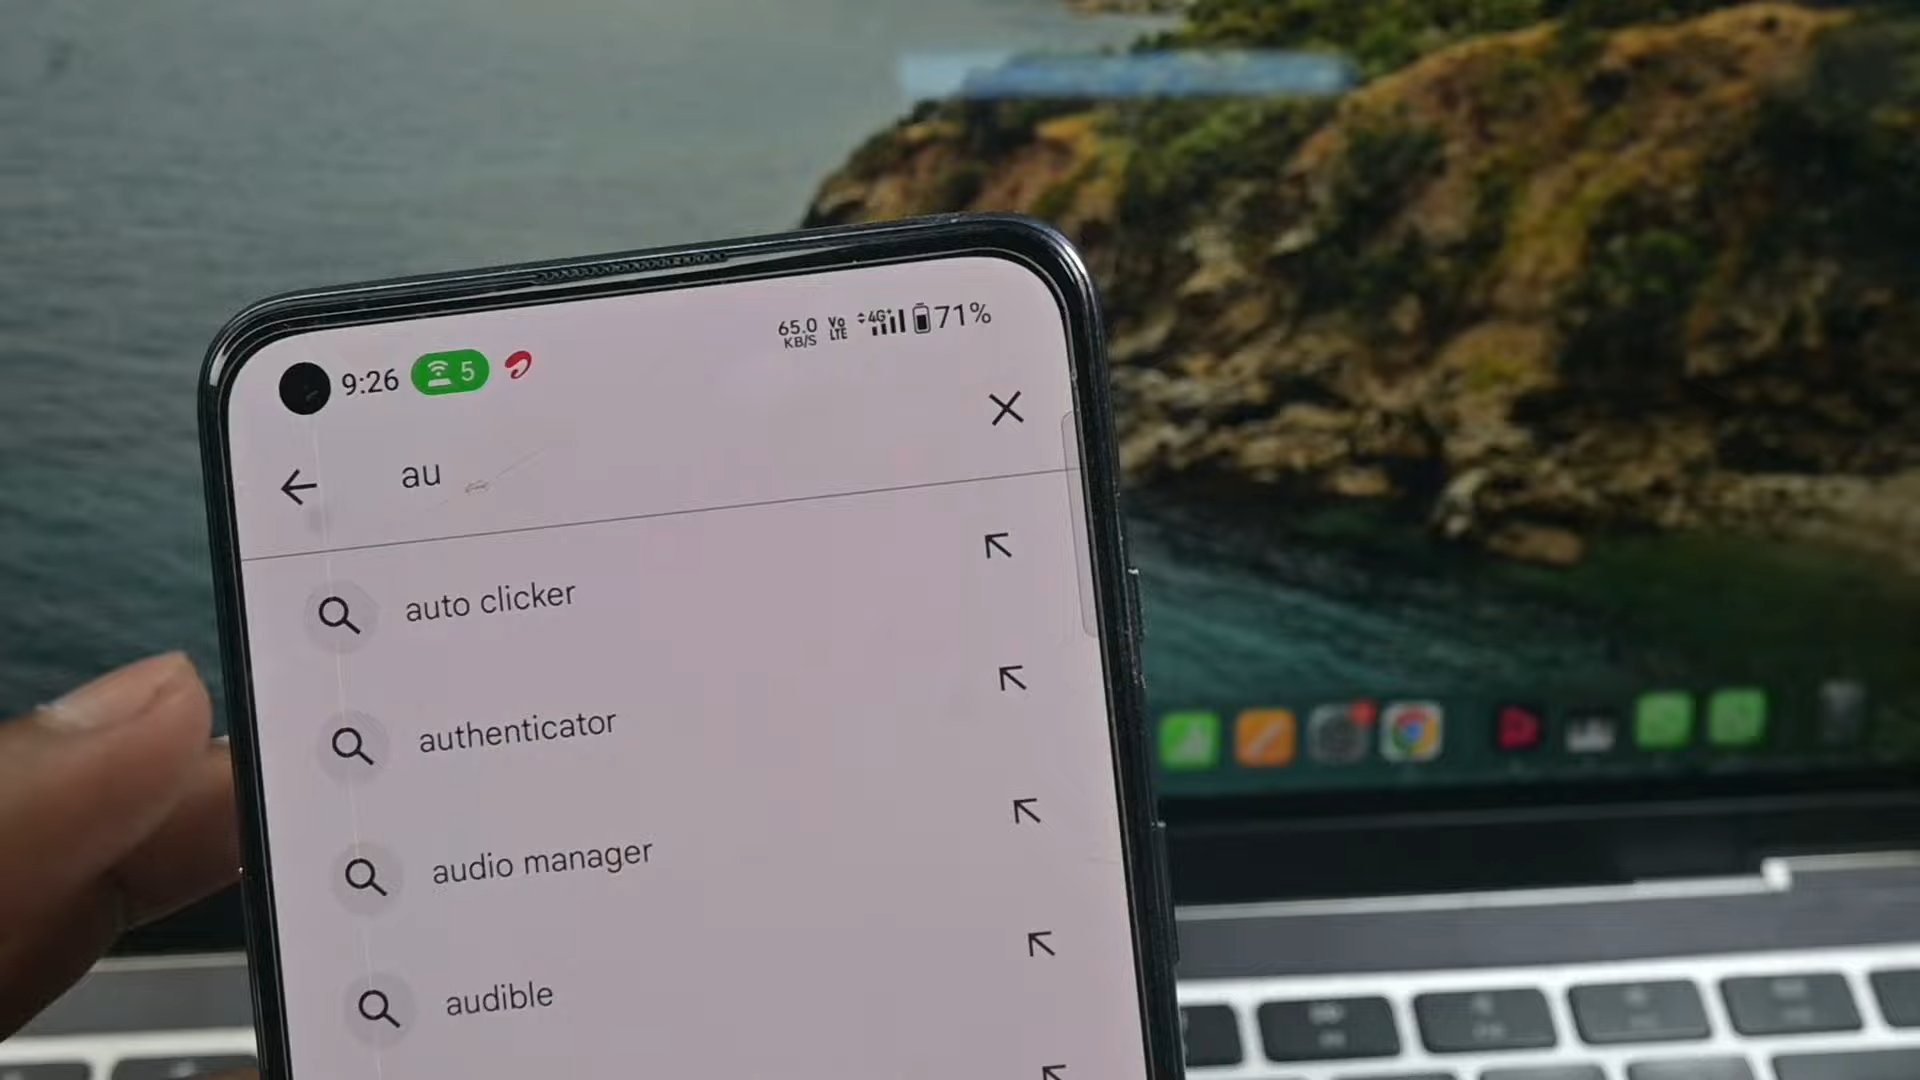 9:26 5 65.0 KB/S Vo LTE 4G+ 71%
au
auto clicker
authenticator
audio manager
audible